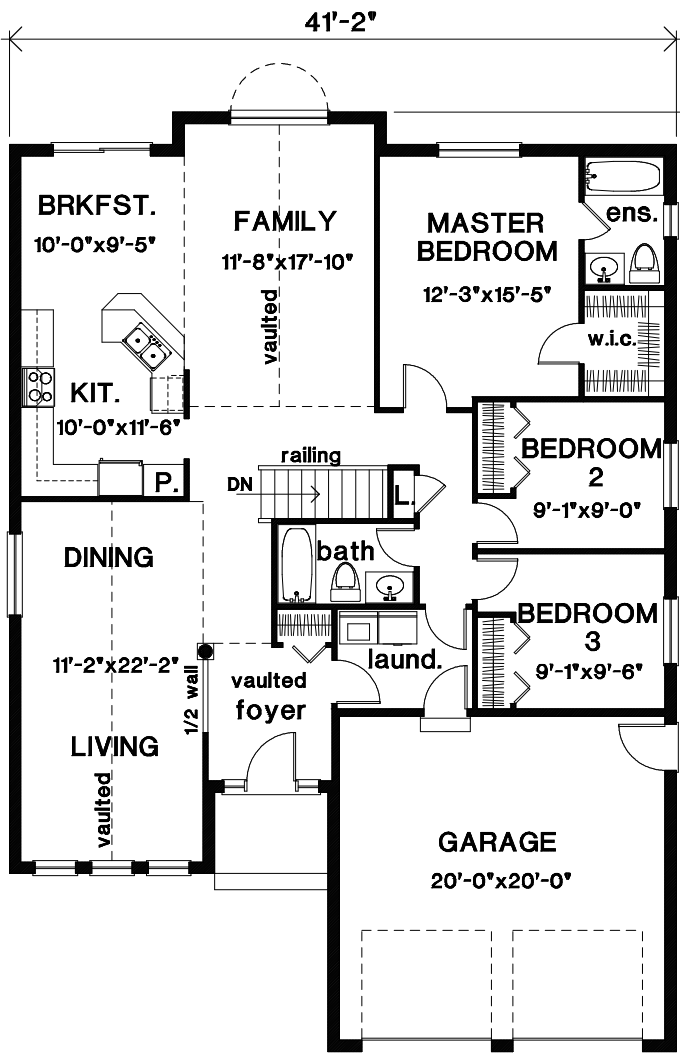 41'-2"
BRKFST.
10'-0"x9'-5"
FAMILY
11'-8"x17'-10"
vaulted
MASTER
BEDROOM
12'-3"x15'-5"
ens.
w.i.c.
KIT.
10'-0"x11'-6"
P.
railing
DN
L.
BEDROOM
2
9'-1"x9'-0"
DINING
bath
BEDROOM
3
9'-1"x9'-6"
11'-2"x22'-2"
1/2 wall
vaulted
foyer
laund.
LIVING
vaulted
GARAGE
20'-0"x20'-0"